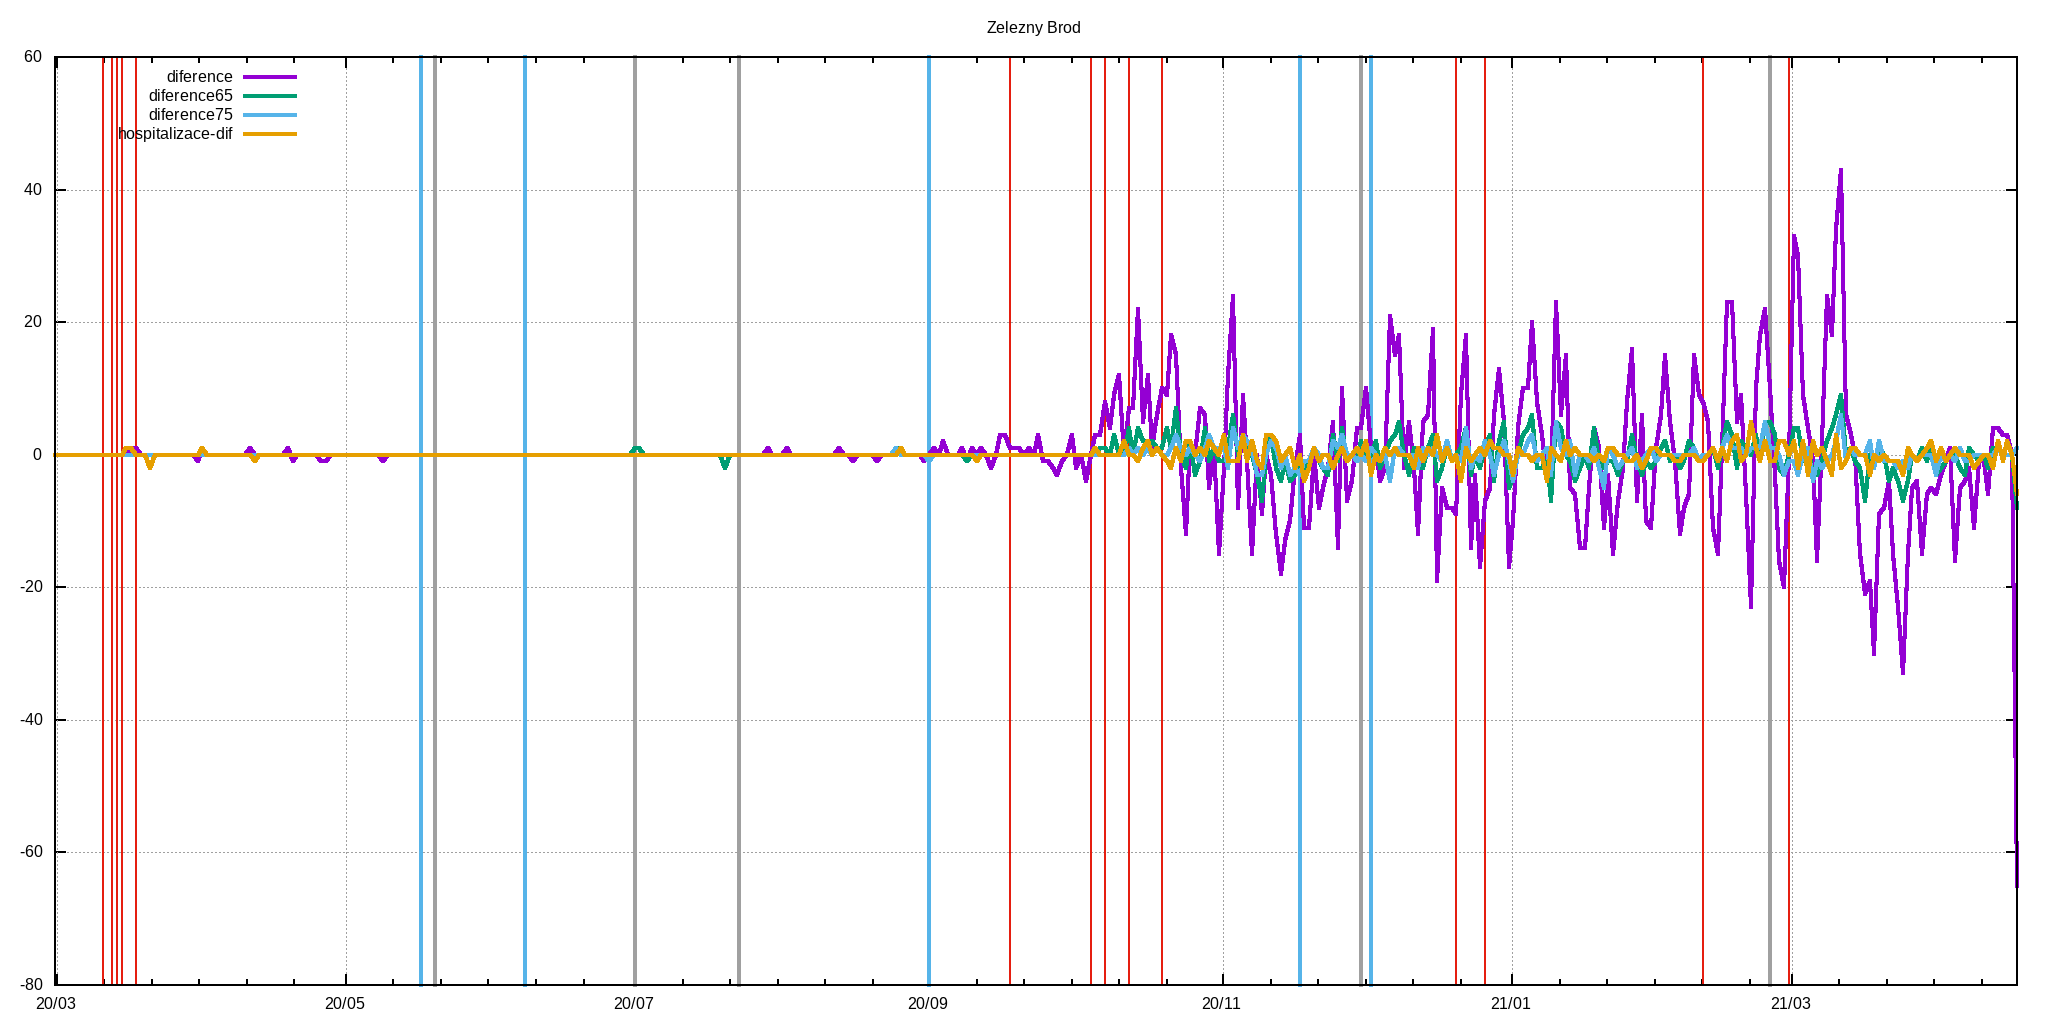 Zelezny Brod
60
40
20
0
-20
-40
-60
-80
diference
diference65
diference75
hospitalizace-dif
20/03 20/05 20/07 20/09 20/11 21/01 21/03